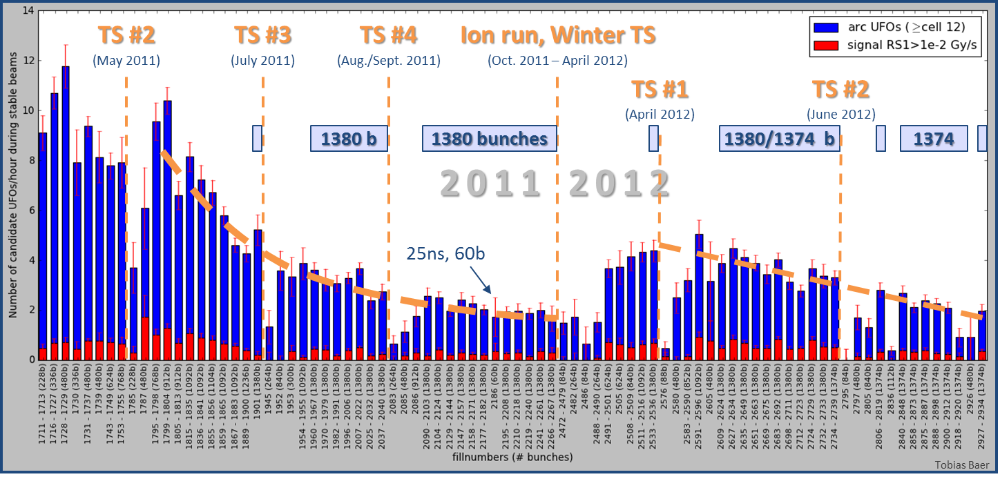 14
12
10
8
6
4
2
0
Number of candidate UFOs/hour during stable beams
TS #2
(May 2011)
TS #3
(July 2011)
TS #4
(Aug./Sept. 2011)
Ion run, Winter TS
(Oct. 2011 – April 2012)
TS #1
(April 2012)
TS #2
(June 2012)
arc UFOs (≥cell 12)
signal RS1>1e-2 Gy/s
1380 b
1380 bunches
1380/1374 b
1374
2011
2012
25ns, 60b
1711 - 1713 (228b)
1716 - 1727 (336b)
1728 - 1729 (480b)
1730 (336b)
1731 - 1737 (480b)
1739 (480b)
1743 - 1749 (624b)
1753 - 1755 (768b)
1785 (228b)
1787 (480b)
1795 - 1798 (768b)
1799 - 1804 (912b)
1805 - 1813 (912b)
1815 - 1835 (1092b)
1836 - 1841 (1092b)
1855 - 1856 (1104b)
1859 - 1865 (1092b)
1867 - 1883 (1092b)
1889 - 1900 (1236b)
1901 (1380b)
1945 (264b)
1952 (840b)
1953 (300b)
1954 - 1955 (1092b)
1960 - 1967 (1380b)
(1380b)
1982 - 1991 (1380b)
1996 - 2006 (1380b)
(1380b)
2025 - 2032 (1380b)
2037 - 2040 (1380b)
2083 (264b)
2085 (480b)
2086 (912b)
2090 - 2103 (1380b)
2104 - 2124 (1380b)
2129 - 2144 (1380b)
2147 - 2157 (1380b)
2158 - 2171 (1380b)
2177 - 2182 (1380b)
2186 (60b)
2195 - 2208 (1380b)
2210 - 2218 (1380b)
2219 - 2240 (1380b)
2241 - 2261 (1380b)
2266 - 2267 (1380b)
2472 - 2479 (84b)
2482 (264b)
2486 (84b)
2488 - 2490 (264b)
2491 - 2501 (624b)
2505 (624b)
2508 - 2509 (840b)
2511 - 2516 (1092b)
2533 - 2536 (1380b)
2576 (88b)
2580 (480b)
2583 - 2590 (852b)
2591 - 2596 (1092b)
2605 (480b)
2609 - 2624 (1380b)
2627 - 2634 (1380b)
2635 - 2649 (1380b)
2651 - 2663 (1380b)
2669 - 2675 (1380b)
2683 - 2692 (1380b)
2698 - 2711 (1380b)
2712 - 2723 (1380b)
2724 - 2729 (1380b)
2732 - 2733 (1380b)
2734 - 2739 (1374b)
2795 (84b)
2797 (480b)
2805 (840b)
2806 - 2819 (1374b)
2836 (112b)
2840 - 2848 (1374b)
2858 - 2873 (1374b)
2875 - 2887 (1374b)
2888 - 2898 (1374b)
2900 - 2912 (1374b)
2918 - 2920 (1374b)
2926 (480b)
2927 - 2934 (1374b)
fillnumbers (# bunches)
Tobias Baer